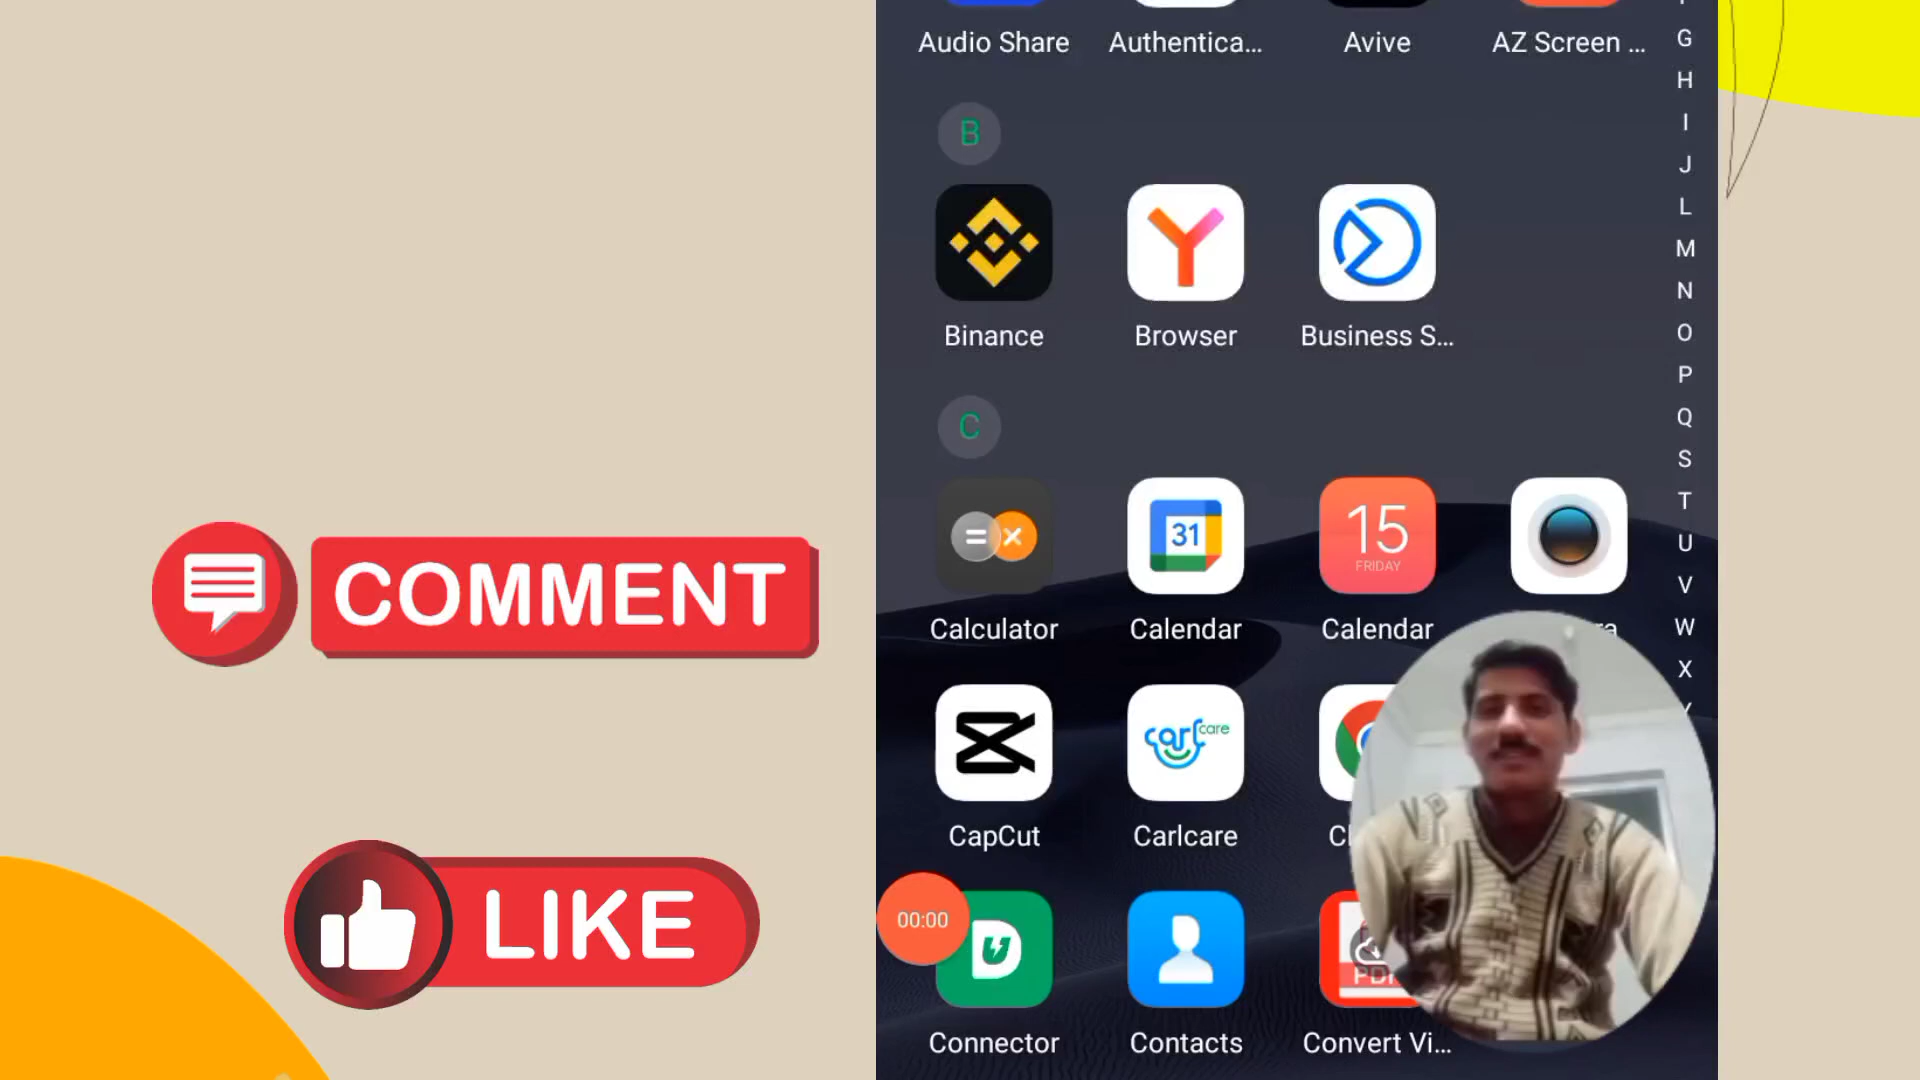 Audio Share Authentica... Avive AZ Screen ...
B
Binance Browser Business S...
C
31
15
FRIDAY
Calculator Calendar Calendar
carlcare
CapCut Carlcare
00:00
Connector Contacts Convert Vi...
G
H
I
J
L
M
N
O
P
Q
S
T
U
V
W
X
COMMENT
LIKE